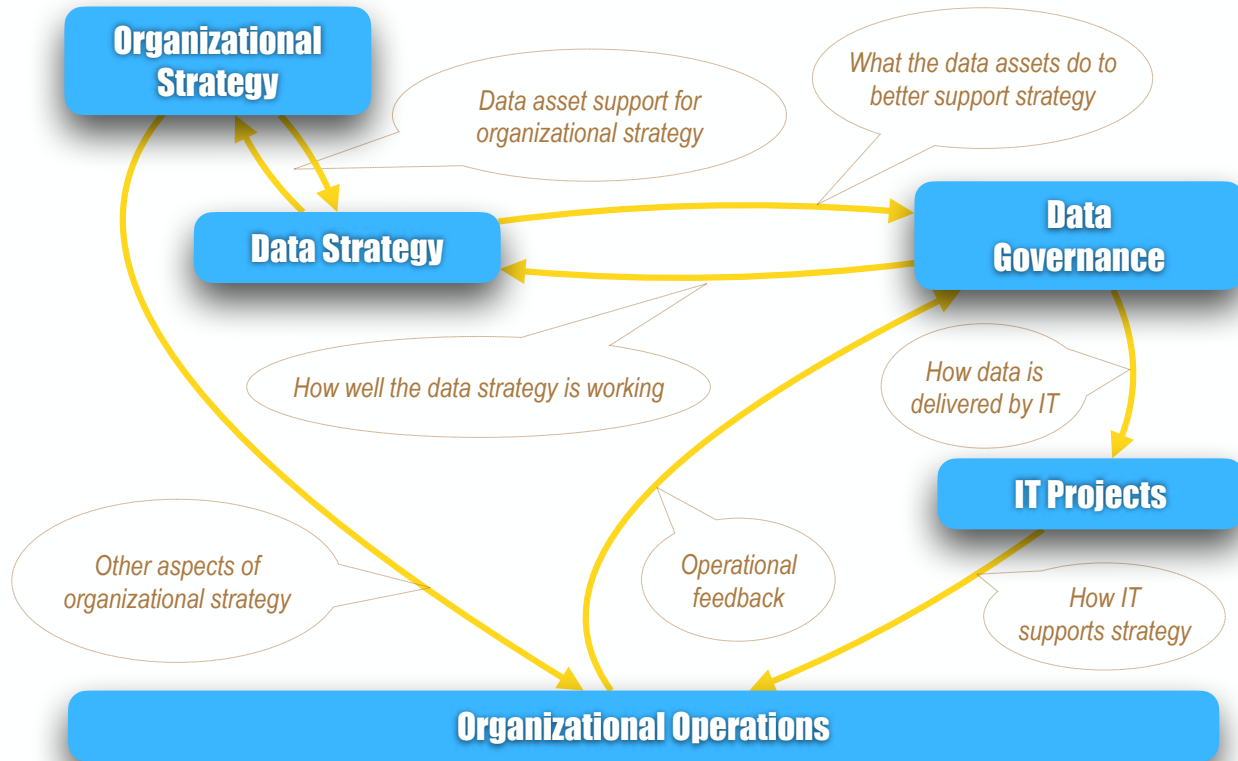 Organizational
Strategy
Data asset support for
organizational strategy
What the data assets do to
better support strategy
Data Strategy
Data
Governance
How well the data strategy is working
How data is
delivered by IT
IT Projects
Other aspects of
organizational strategy
Operational
feedback
How IT
supports strategy
Organizational Operations